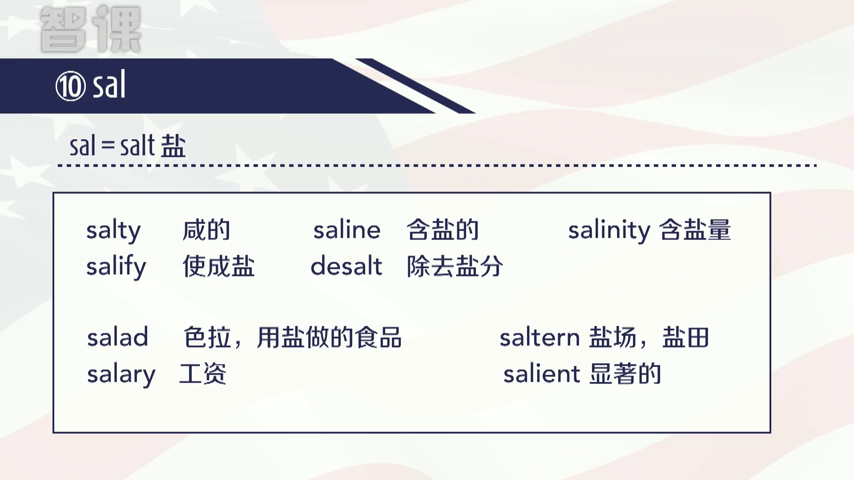 智课
⑩ sal
sal = salt 盐
salty 咸的 saline 含盐的 salinity 含盐量
salify 使成盐 desalt 除去盐分
salad 色拉，用盐做的食品 saltern 盐场，盐田
salary 工资 salient 显著的